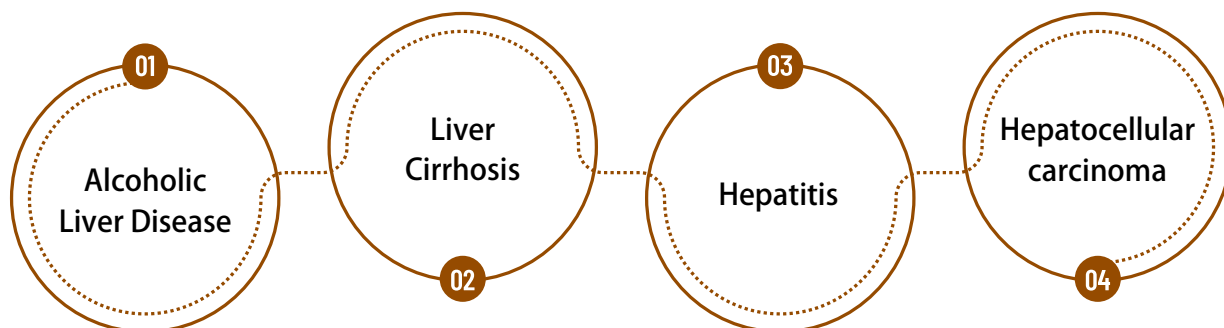 01
Alcoholic
Liver Disease
Liver
Cirrhosis
02
03
Hepatitis
Hepatocellular
carcinoma
04